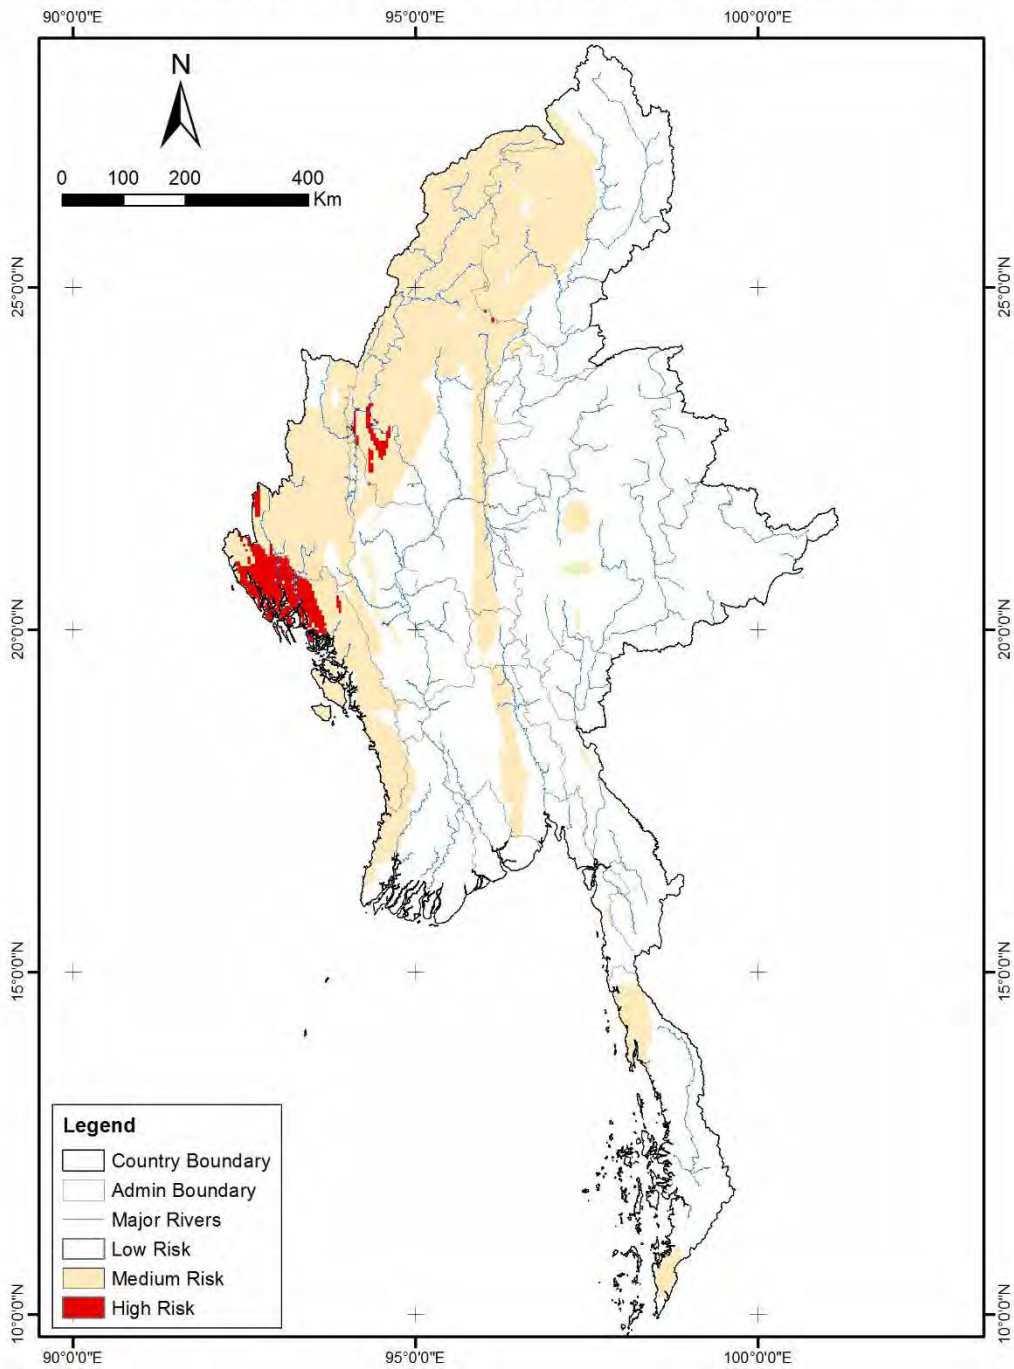 90°0'0"E 95°0'0"E 100°0'0"E
N
0 100 200 400
Km
25°0'0"N 25°0'0"N
20°0'0"N 20°0'0"N
15°0'0"N 15°0'0"N
Legend
Country Boundary
Admin Boundary
Major Rivers
Low Risk
Medium Risk
High Risk
10°0'0"N 10°0'0"N
90°0'0"E 95°0'0"E 100°0'0"E